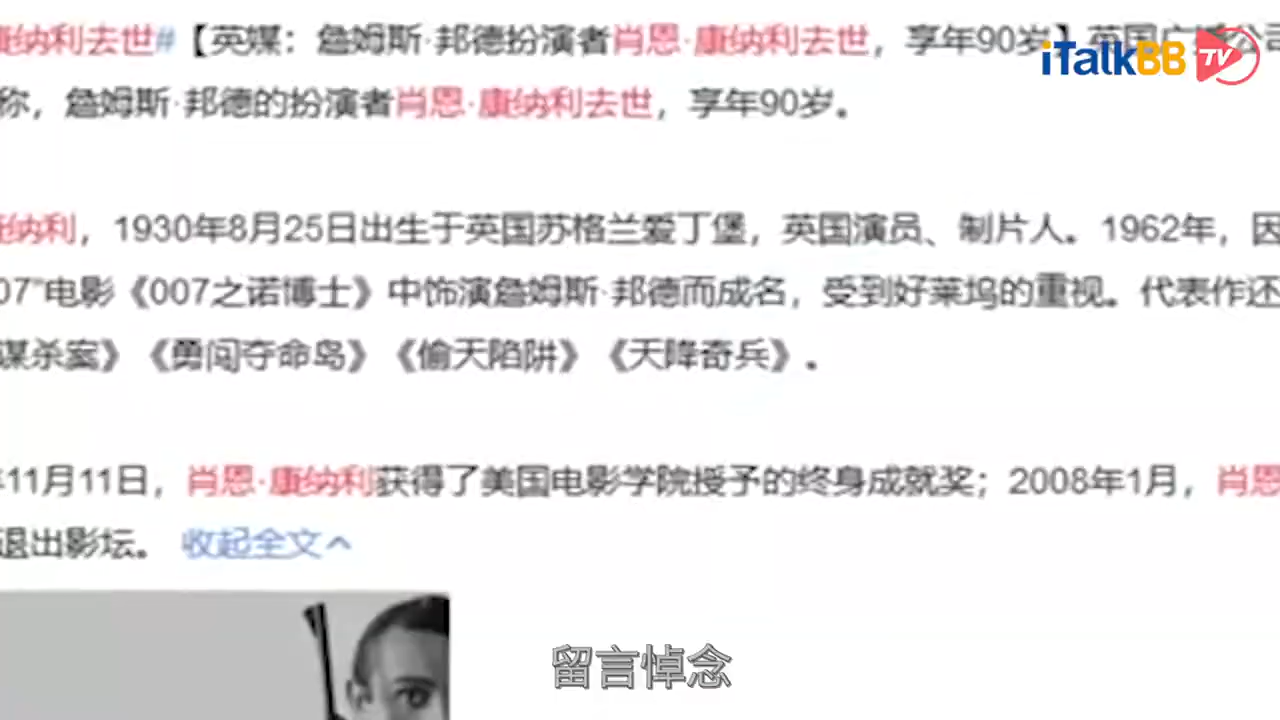 康纳利去世#【英媒：詹姆斯·邦德扮演者肖恩·康纳利去世，享年90岁】英国广播公司
iTalkBB TV
称，詹姆斯·邦德的扮演者肖恩·康纳利去世，享年90岁。
康纳利，1930年8月25日出生于英国苏格兰爱丁堡，英国演员、制片人。1962年，因
07”电影《007之诺博士》中饰演詹姆斯·邦德而成名，受到好莱坞的重视。代表作还
谋杀案》《勇闯夺命岛》《偷天陷阱》《天降奇兵》。
年11月11日，肖恩·康纳利获得了美国电影学院授予的终身成就奖；2008年1月，肖恩
退出影坛。 收起全文
留言悼念